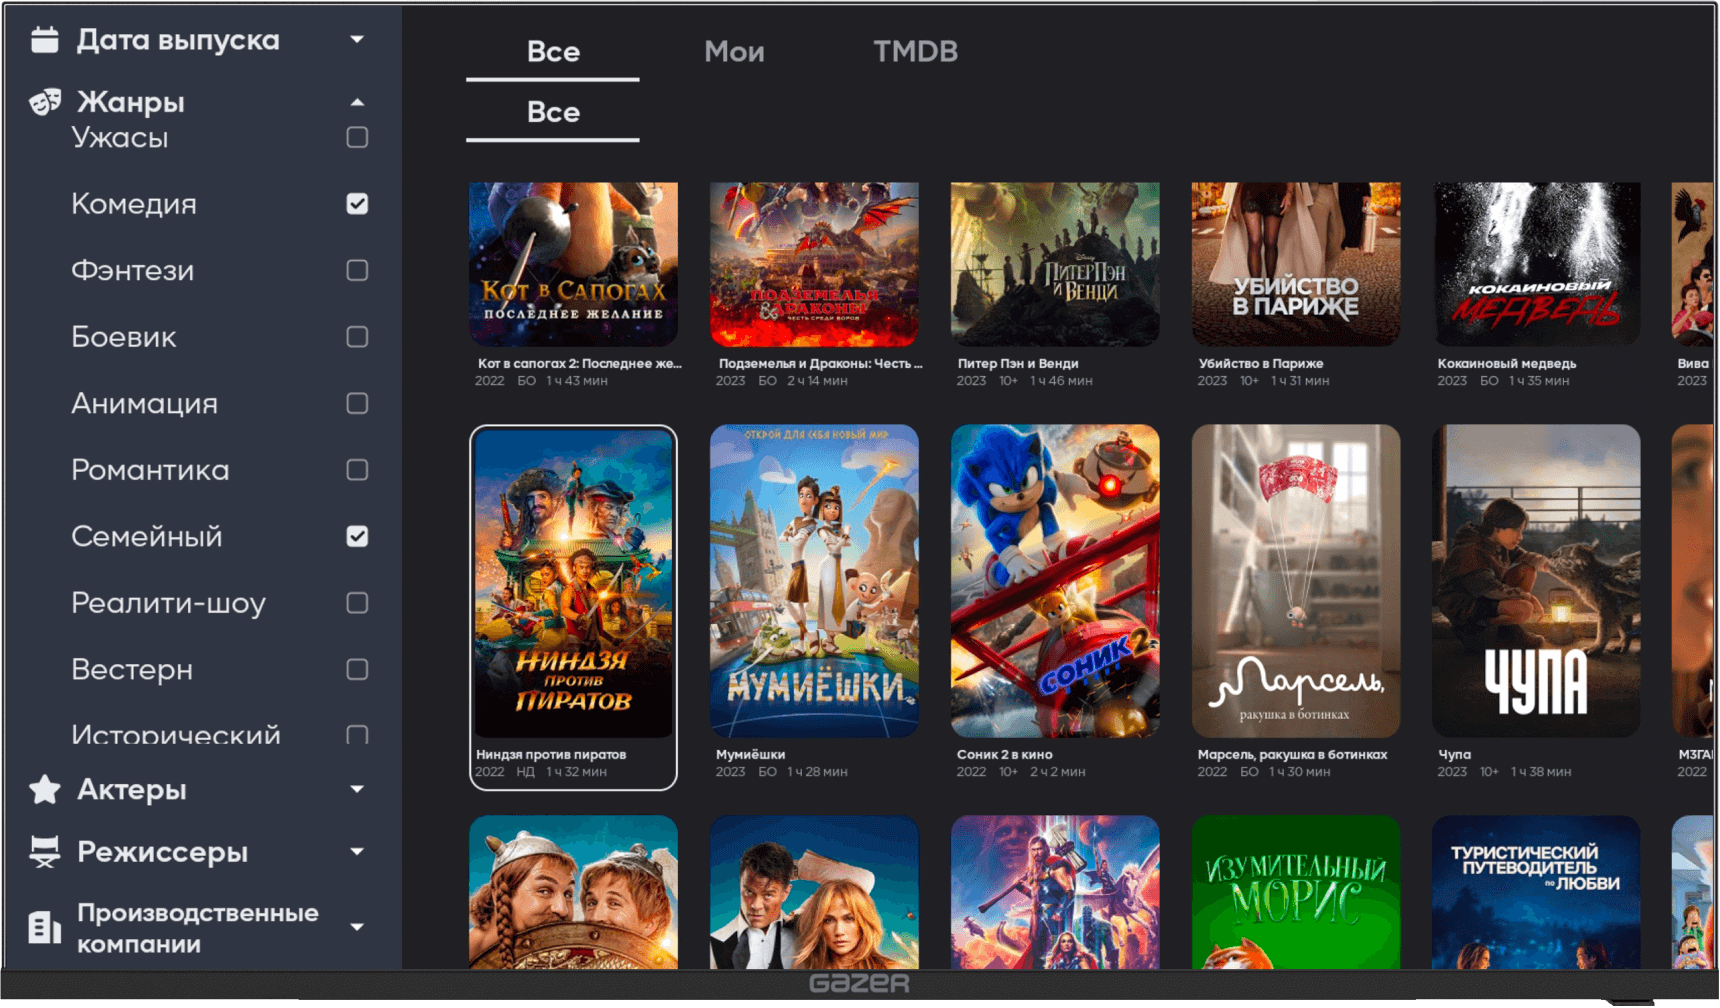 Дата выпуска
Жанры
Ужасы
Комедия
Фэнтези
Боевик
Анимация
Романтика
Семейный
Реалити-шоу
Вестерн
Исторический
Актеры
Режиссеры
Производственные
компании
Все
Мои
TMDB
Все
КОТ В САПОГАХ
ПОСЛЕДНЕЕ ЖЕЛАНИЕ
ПОДЗЕМЕЛЬЯ
& ДРАКОНЫ
ЧЕСТЬ СРЕДИ ВОРОВ
Disney
ПИТЕР ПЭН
И ВЕНДИ
УБИЙСТВО
В ПАРИЖЕ
КОКАИНОВЫЙ
МЕДВЕДЬ
Кот в сапогах 2: Последнее же...
2022 БО 1 ч 43 мин
Подземелья и Драконы: Честь ...
2023 БО 2 ч 14 мин
Питер Пэн и Венди
2023 10+ 1 ч 46 мин
Убийство в Париже
2023 10+ 1 ч 31 мин
Кокаиновый медведь
2023 БО 1 ч 35 мин
Вива
2023
НИНДЗЯ
ПРОТИВ
ПИРАТОВ
ОТКРОЙ ДЛЯ СЕБЯ НОВЫЙ МИР
МУМИЁШКИ
СОНИК 2
В КИНО
Марсель,
ракушка в ботинках
ЧУПА
Ниндзя против пиратов
2022 НД 1 ч 32 мин
Мумиёшки
2023 БО 1 ч 28 мин
Соник 2 в кино
2022 10+ 2 ч 2 мин
Марсель, ракушка в ботинках
2022 БО 1 ч 30 мин
Чупа
2023 10+ 1 ч 38 мин
МЗГА
2022
ИЗУМИТЕЛЬНЫЙ
МОРИС
ТУРИСТИЧЕСКИЙ
ПУТЕВОДИТЕЛЬ
по ЛЮБВИ
GAZER